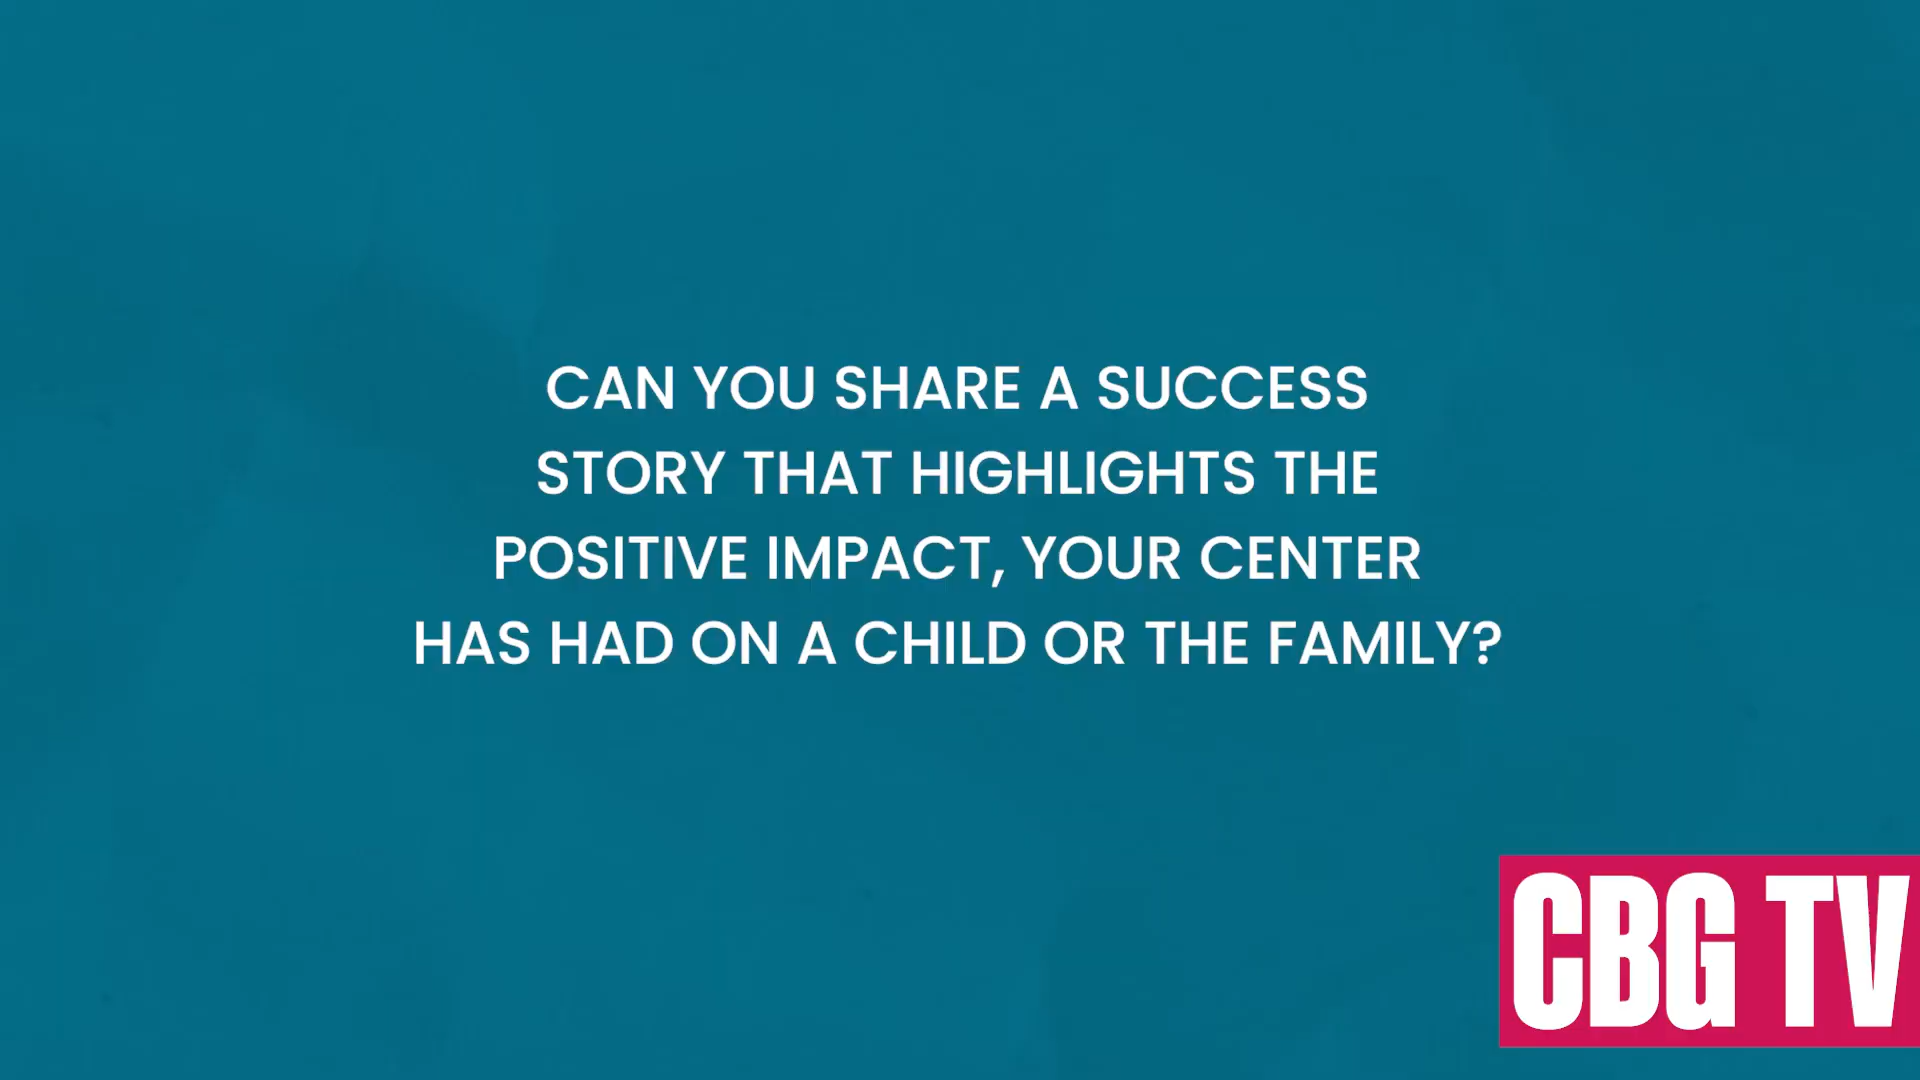 CAN YOU SHARE A SUCCESS
STORY THAT HIGHLIGHTS THE
POSITIVE IMPACT, YOUR CENTER
HAS HAD ON A CHILD OR THE FAMILY?
CBG TV